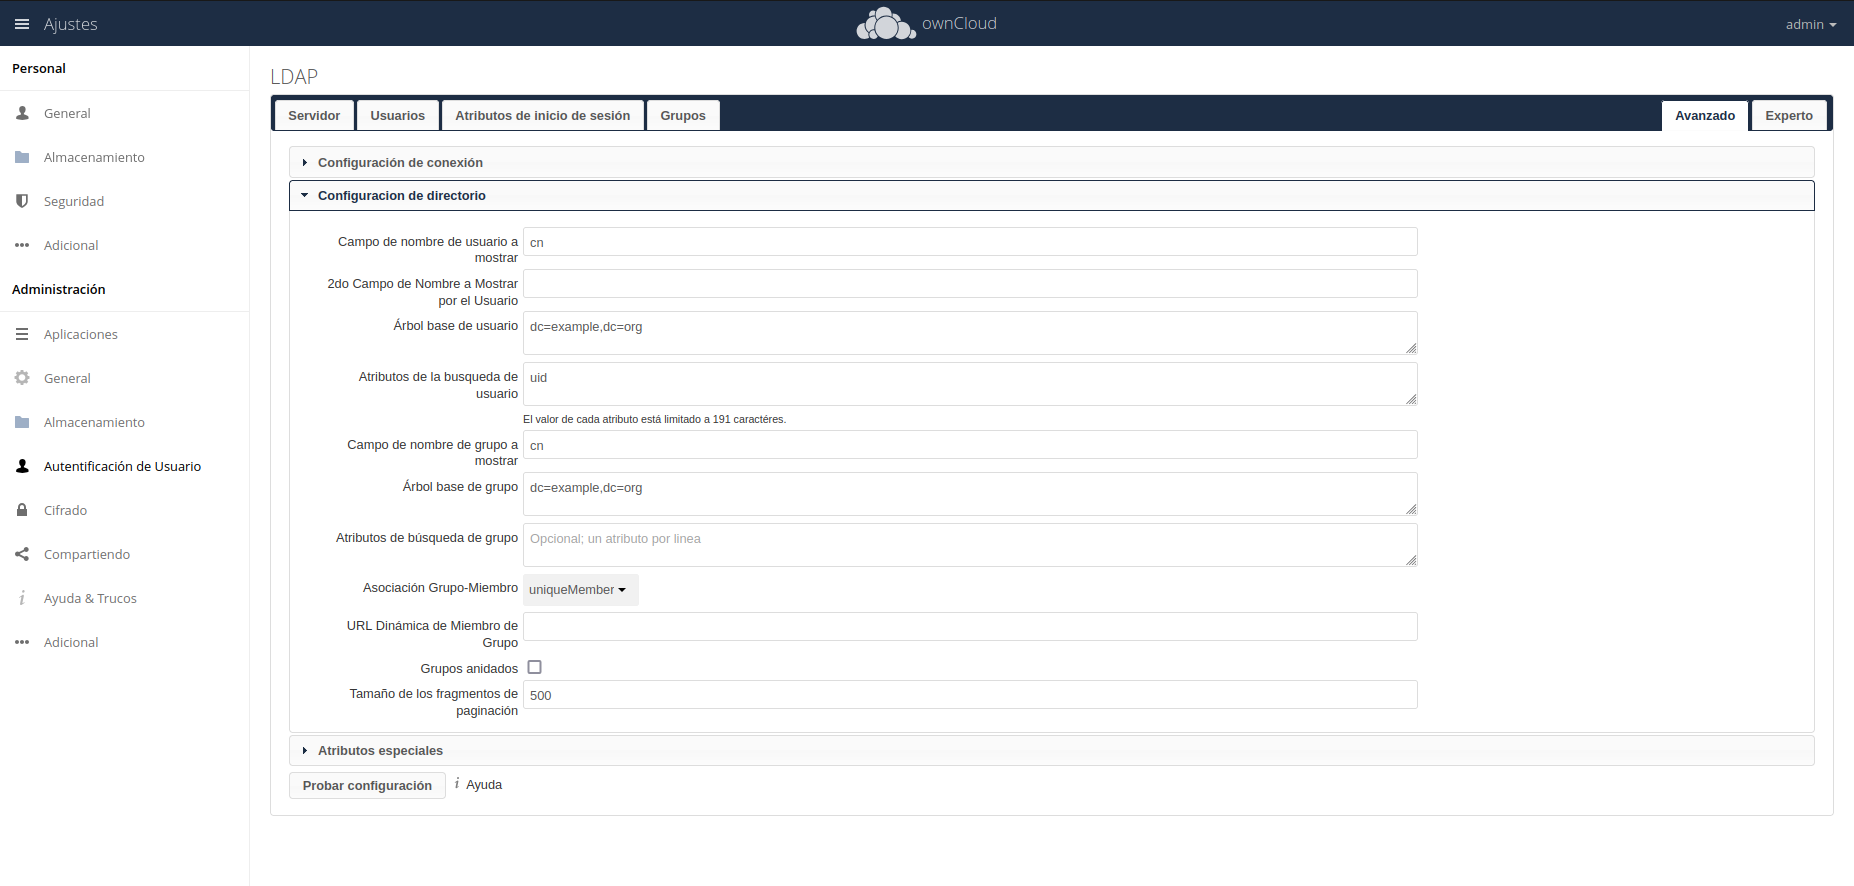 Ajustes
ownCloud
admin
Personal
General
Almacenamiento
Seguridad
Adicional
Administración
Aplicaciones
General
Almacenamiento
Autentificación de Usuario
Cifrado
Compartiendo
Ayuda & Trucos
Adicional
LDAP
Servidor
Usuarios
Atributos de inicio de sesión
Grupos
Avanzado
Experto
Configuración de conexión
Configuracion de directorio
Campo de nombre de usuario a
mostrar
cn
2do Campo de Nombre a Mostrar
por el Usuario
Árbol base de usuario
dc=example,dc=org
Atributos de la busqueda de
usuario
uid
El valor de cada atributo está limitado a 191 caractéres.
Campo de nombre de grupo a
mostrar
cn
Árbol base de grupo
dc=example,dc=org
Atributos de búsqueda de grupo
Opcional; un atributo por linea
Asociación Grupo-Miembro
uniqueMember
URL Dinámica de Miembro de
Grupo
Grupos anidados
Tamaño de los fragmentos de
paginación
500
Atributos especiales
Probar configuración
i Ayuda